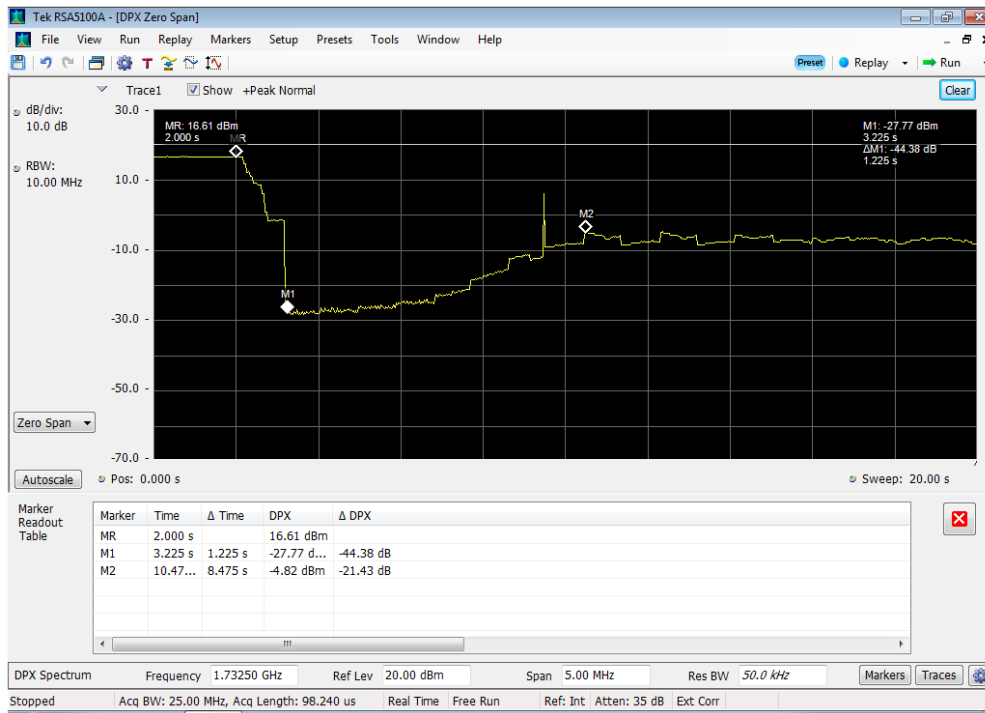 Tek RSA5100A - [DPX Zero Span]
File View Run Replay Markers Setup Presets Tools Window Help
T Preset Replay Run
Trace1 Show +Peak Normal Clear
dB/div:
10.0 dB
RBW:
10.00 MHz
30.0
10.0
-10.0
-30.0
-50.0
-70.0
MR: 16.61 dBm
2.000 s
MR
M1: -27.77 dBm
3.225 s
ΔM1: -44.38 dB
1.225 s
M2
M1
Zero Span
Autoscale Pos: 0.000 s Sweep: 20.00 s
Marker
Readout
Table
Marker Time Δ Time DPX Δ DPX
MR 2.000 s 16.61 dBm
M1 3.225 s 1.225 s -27.77 d... -44.38 dB
M2 10.47... 8.475 s -4.82 dBm -21.43 dB
DPX Spectrum Frequency 1.73250 GHz Ref Lev 20.00 dBm Span 5.00 MHz Res BW 50.0 kHz Markers Traces
Stopped Acq BW: 25.00 MHz, Acq Length: 98.240 us Real Time Free Run Ref: Int Atten: 35 dB Ext Corr